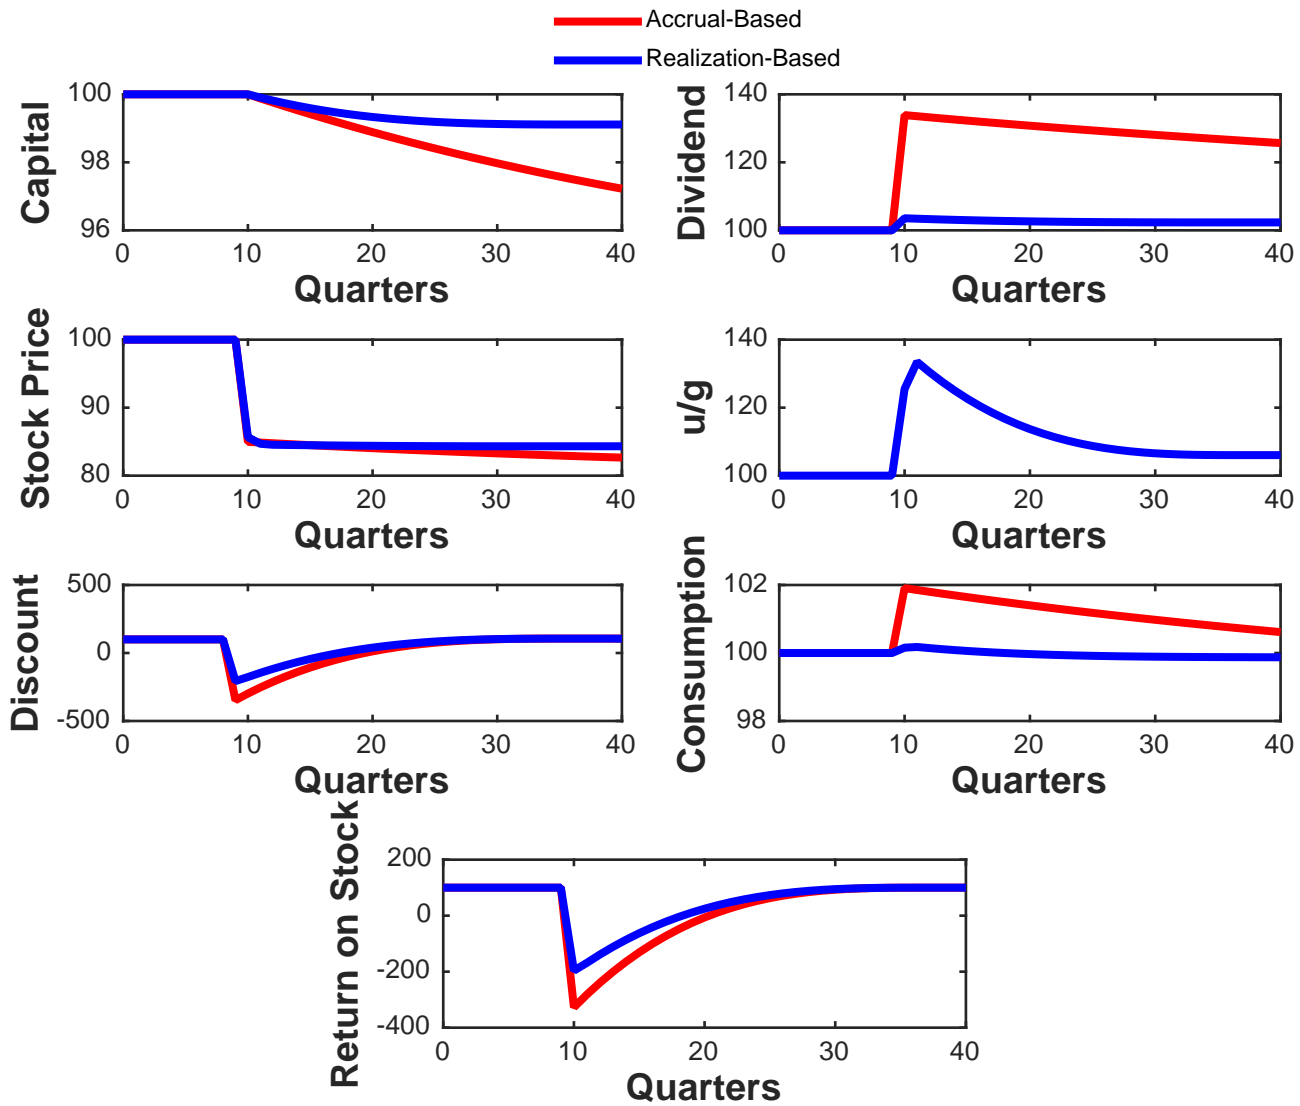 Accrual-Based
Realization-Based
100
98
96
0 10 20 30 40
Capital
Quarters
140
120
100
0 10 20 30 40
Dividend
Quarters
100
90
80
0 10 20 30 40
Stock Price
Quarters
140
120
100
0 10 20 30 40
u/g
Quarters
500
0
-500
0 10 20 30 40
Discount
Quarters
102
100
98
0 10 20 30 40
Consumption
Quarters
200
0
-200
-400
0 10 20 30 40
Return on Stock
Quarters